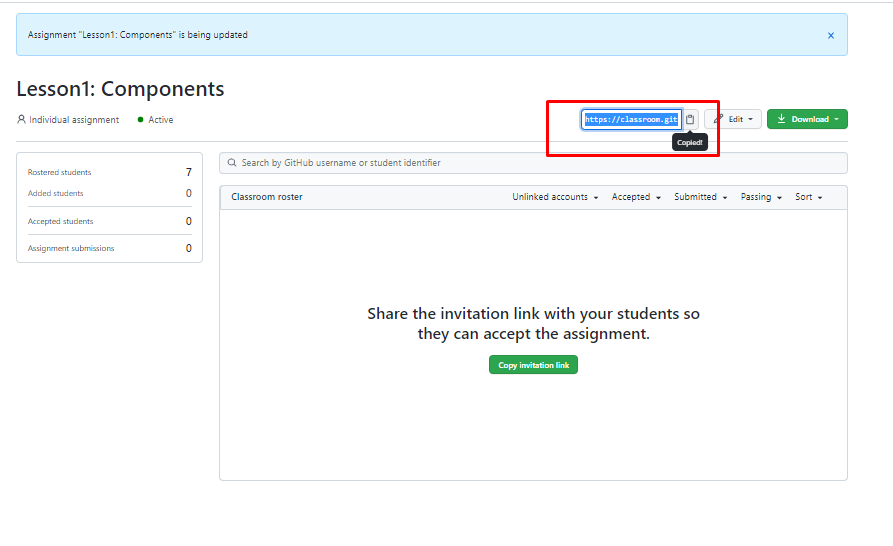 Assignment "Lesson1: Components" is being updated
×
Lesson1: Components
Individual assignment
Active
https://classroom.git
Edit
Download
Copied!
Rostered students 7
Added students 0
Accepted students 0
Assignment submissions 0
Search by GitHub username or student identifier
Classroom roster
Unlinked accounts
Accepted
Submitted
Passing
Sort
Share the invitation link with your students so
they can accept the assignment.
Copy invitation link